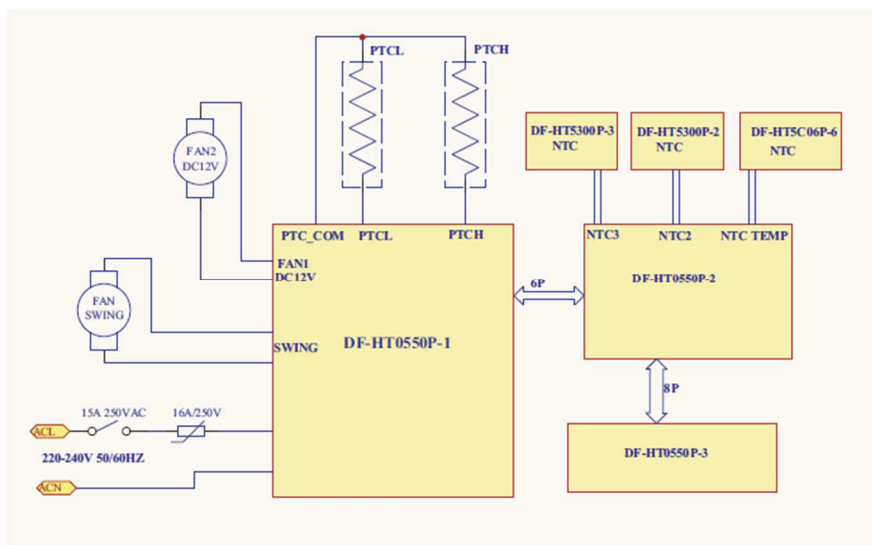 PTCL
PTCH
FAN2
DC12V
DF-HT5300P-3
NTC
DF-HT5300P-2
NTC
DF-HT5C06P-6
NTC
PTC_COM
PTCL
PTCH
NTC3
NTC2
NTC TEMP
FAN1
DC12V
6P
DF-HT0550P-2
FAN
SWING
SWING
DF-HT0550P-1
8P
15A 250VAC
16A/250V
ACL
220-240V 50/60HZ
DF-HT0550P-3
ACN